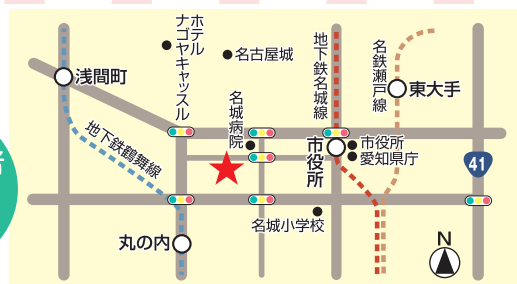 ホテル
ナゴヤキャッスル
名古屋城
地下鉄名城線
名鉄瀬戸線
浅間町
東大手
名城病院
地下鉄鶴舞線
市役所
市役所
愛知県庁
41
名城小学校
丸の内
N